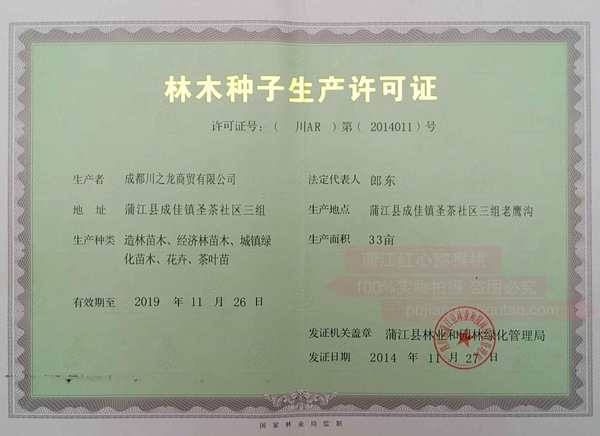 林木种子生产许可证
许可证号：（ 川AR ）第（ 2014011）号
生产者 成都川之龙商贸有限公司
法定代表人 郎东
地址 蒲江县成佳镇圣茶社区三组
生产地点 蒲江县成佳镇圣茶社区三组老鹰沟
生产种类 造林苗木、经济林苗木、城镇绿
化苗木、花卉、茶叶苗
生产面积 33亩
蒲江红心猕猴桃
100%实物拍摄 盗用必究
有效期至 2019 年 11 月 26 日
发证机关盖章 蒲江县林业和园林绿化管理局
发证日期 2014 年 11 月 27 日
国家林业局监制